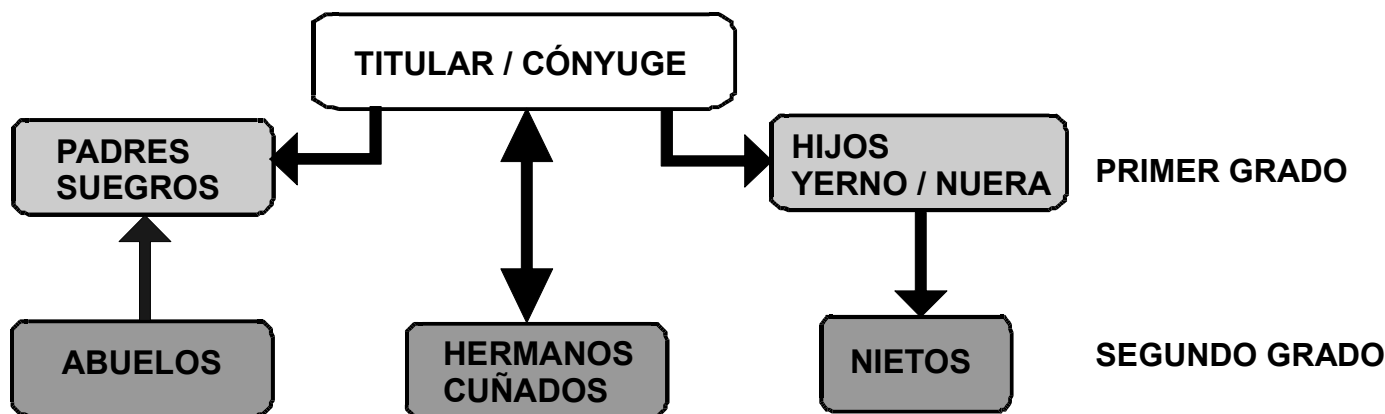 TITULAR / CÓNYUGE
PADRES
SUEGROS
HIJOS
YERNO / NUERA
PRIMER GRADO
ABUELOS
HERMANOS
CUÑADOS
NIETOS
SEGUNDO GRADO